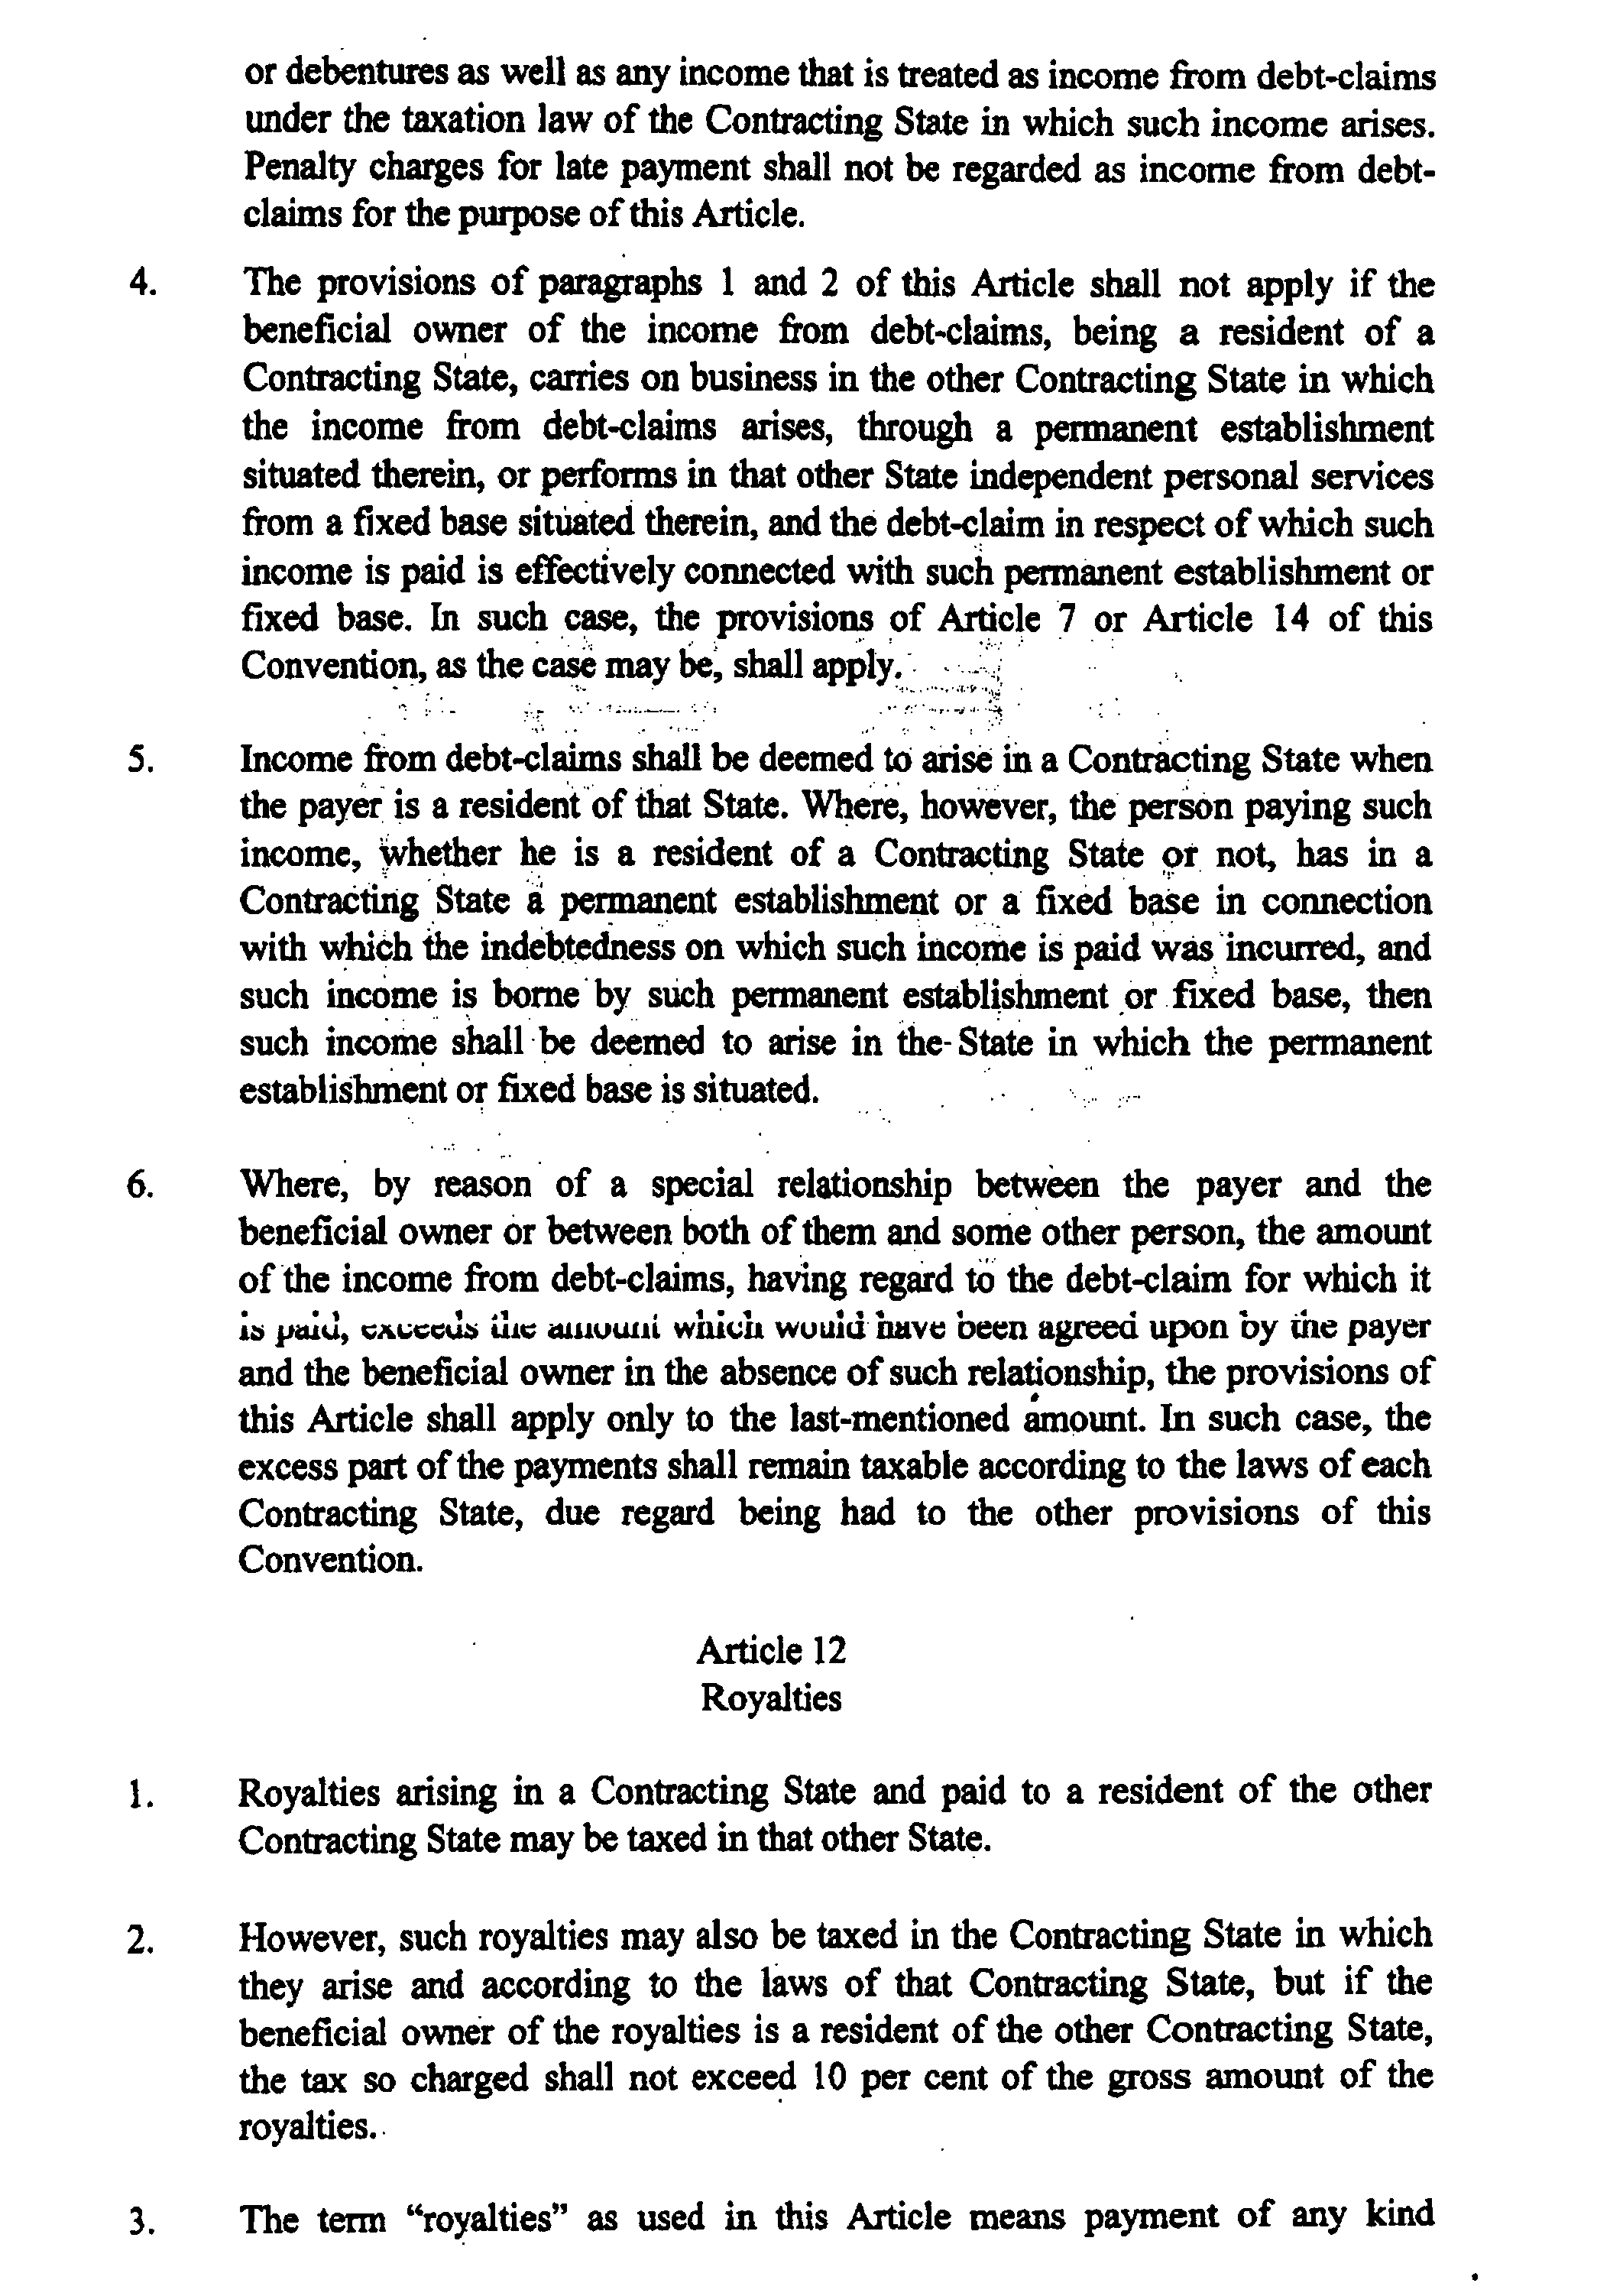 or debentures as well as any income that is treated as income from debt-claims
under the taxation law of the Contracting State in which such income arises.
Penalty charges for late payment shall not be regarded as income from debt-
claims for the purpose of this Article.
4. The provisions of paragraphs 1 and 2 of this Article shall not apply if the
beneficial owner of the income from debt-claims, being a resident of a
Contracting State, carries on business in the other Contracting State in which
the income from debt-claims arises, through a permanent establishment
situated therein, or performs in that other State independent personal services
from a fixed base situated therein, and the debt-claim in respect of which such
income is paid is effectively connected with such permanent establishment or
fixed base. In such case, the provisions of Article 7 or Article 14 of this
Convention, as the case may be, shall apply.
5. Income from debt-claims shall be deemed to arise in a Contracting State when
the payer is a resident of that State. Where, however, the person paying such
income, whether he is a resident of a Contracting State or not, has in a
Contracting State a permanent establishment or a fixed base in connection
with which the indebtedness on which such income is paid was incurred, and
such income is borne by such permanent establishment or fixed base, then
such income shall be deemed to arise in the State in which the permanent
establishment or fixed base is situated.
6. Where, by reason of a special relationship between the payer and the
beneficial owner or between both of them and some other person, the amount
of the income from debt-claims, having regard to the debt-claim for which it
is paid, exceeds the amount which would have been agreed upon by the payer
and the beneficial owner in the absence of such relationship, the provisions of
this Article shall apply only to the last-mentioned amount. In such case, the
excess part of the payments shall remain taxable according to the laws of each
Contracting State, due regard being had to the other provisions of this
Convention.
Article 12
Royalties
1. Royalties arising in a Contracting State and paid to a resident of the other
Contracting State may be taxed in that other State.
2. However, such royalties may also be taxed in the Contracting State in which
they arise and according to the laws of that Contracting State, but if the
beneficial owner of the royalties is a resident of the other Contracting State,
the tax so charged shall not exceed 10 per cent of the gross amount of the
royalties.
3. The term “royalties” as used in this Article means payment of any kind